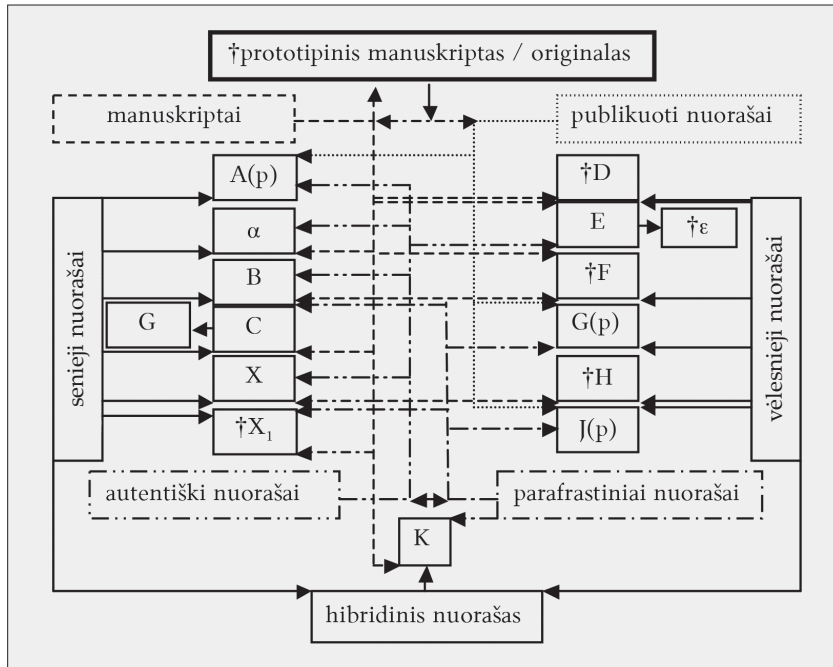 †prototipinis manuskriptas / originalas
manuskriptai
publikuoti nuorašai
A(p)
†D
α
E
†ε
B
†F
G
C
G(p)
X
†H
†X₁
J(p)
senieji nuorašai
vėlesnieji nuorašai
autentiški nuorašai
parafrastiniai nuorašai
K
hibridinis nuorašas